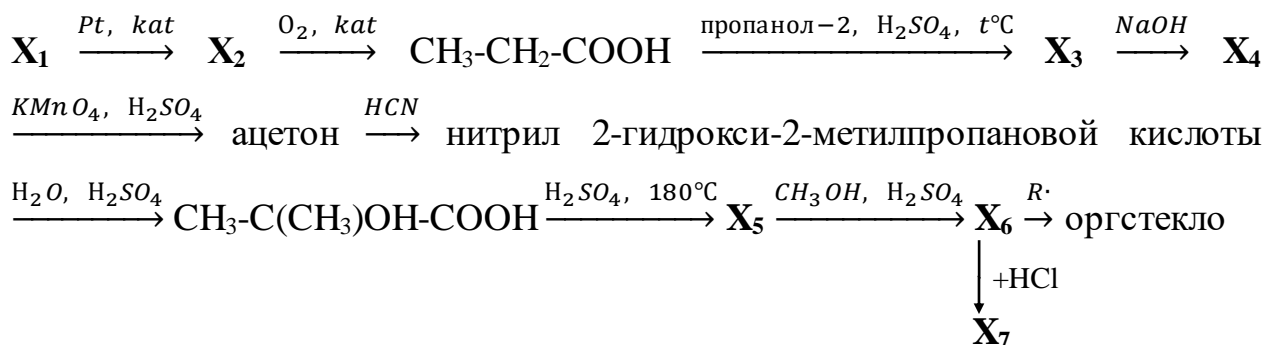 X₁ —Pt, kat→ X₂ —O₂, kat→ CH₃-CH₂-COOH —пропанол−2, H₂SO₄, t°C→ X₃ —NaOH→ X₄
—KMnO₄, H₂SO₄→ ацетон —HCN→ нитрил 2-гидрокси-2-метилпропановой кислоты
—H₂O, H₂SO₄→ CH₃-C(CH₃)OH-COOH —H₂SO₄, 180°C→ X₅ —CH₃OH, H₂SO₄→ X₆ —R·→ оргстекло
↓ +HCl
X₇